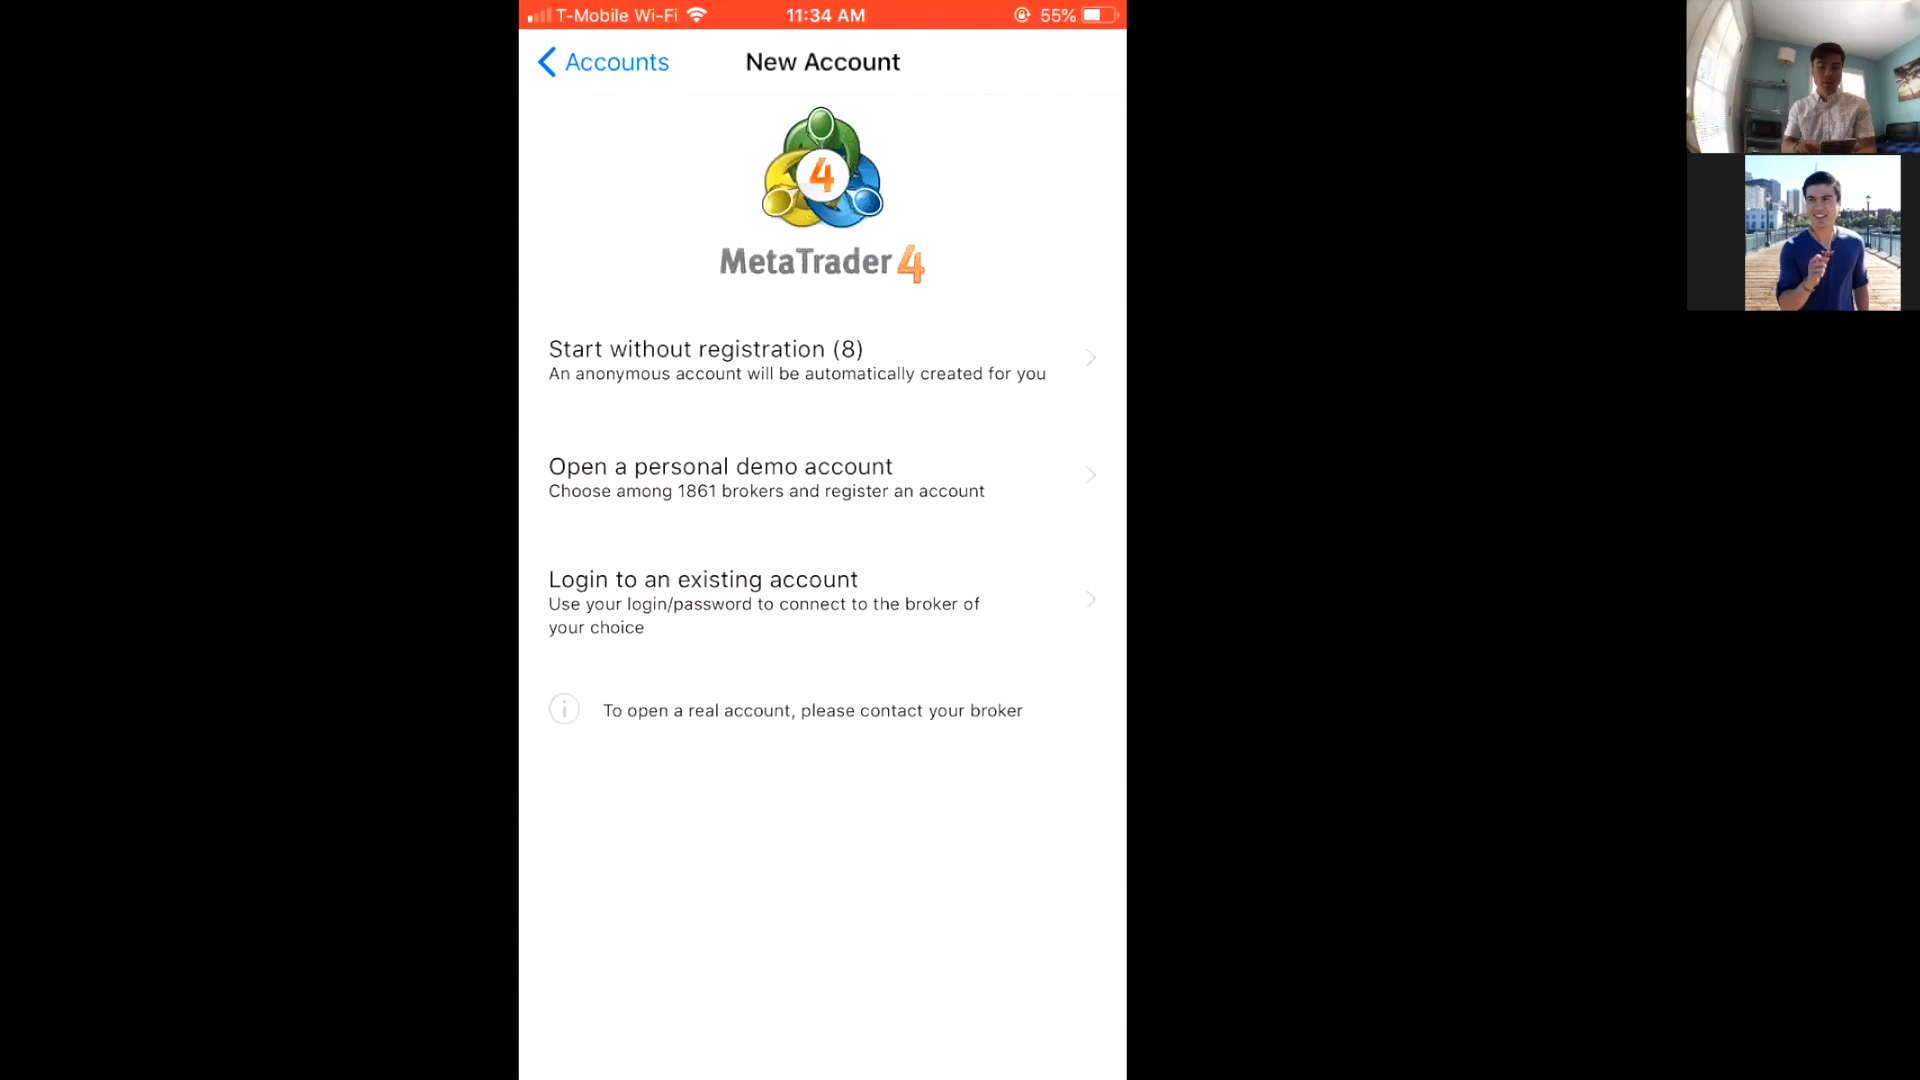 T-Mobile Wi-Fi 11:34 AM 55%
Accounts New Account
4
MetaTrader 4
Start without registration (8)
An anonymous account will be automatically created for you
Open a personal demo account
Choose among 1861 brokers and register an account
Login to an existing account
Use your login/password to connect to the broker of
your choice
To open a real account, please contact your broker